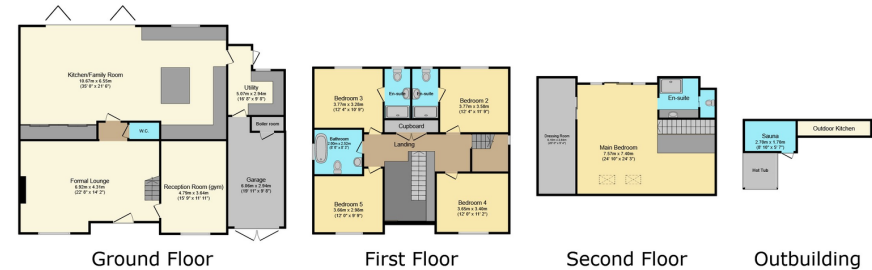 Kitchen/Family Room
10.67m x 6.55m
(35' 0" x 21' 6")
Utility
5.07m x 2.94m
(16' 8" x 9' 8")
Boiler room
W.C.
Formal Lounge
6.92m x 4.31m
(22' 8" x 14' 2")
Reception Room (gym)
4.79m x 3.64m
(15' 9" x 11' 11")
Garage
6.06m x 2.94m
(19' 11" x 9' 8")
Ground Floor
Bedroom 3
3.77m x 3.28m
(12' 4" x 10' 9")
En-suite
En-suite
Bedroom 2
3.77m x 3.58m
(12' 4" x 11' 9")
Cupboard
Bathroom
Landing
Bedroom 5
3.66m x 2.96m
(12' 0" x 9' 9")
Bedroom 4
3.65m x 3.40m
(12' 0" x 11' 2")
First Floor
En-suite
Dressing Room
Main Bedroom
7.57m x 7.40m
(24' 10" x 24' 3")
Second Floor
Sauna
2.70m x 1.70m
(8' 10" x 5' 7")
Outdoor Kitchen
Hot Tub
Outbuilding